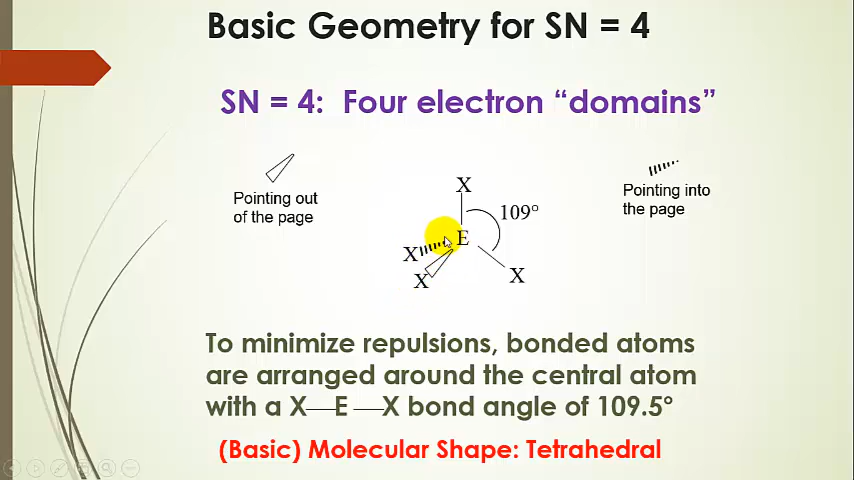 Basic Geometry for SN = 4
SN = 4: Four electron “domains”
Pointing out
of the page
Pointing into
the page
X
109°
E
X
X
X
To minimize repulsions, bonded atoms
are arranged around the central atom
with a X—E —X bond angle of 109.5°
(Basic) Molecular Shape: Tetrahedral